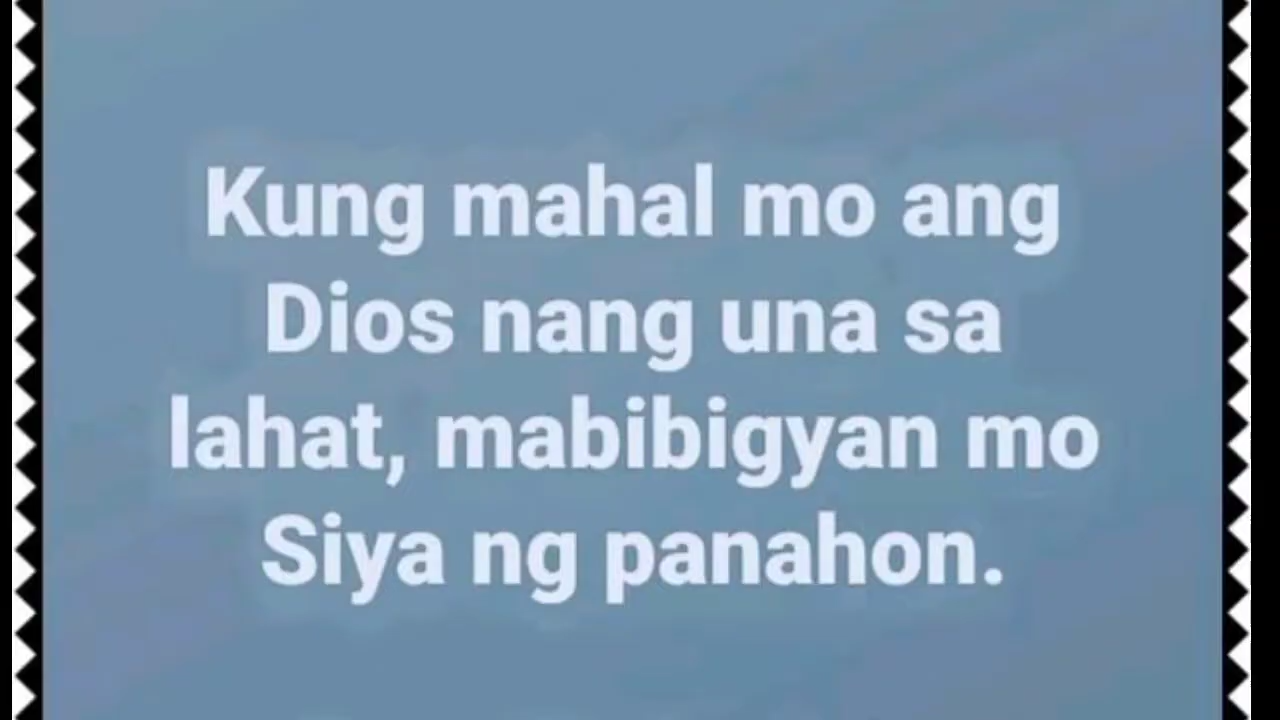 Kung mahal mo ang
Dios nang una sa
lahat, mabibigyan mo
Siya ng panahon.